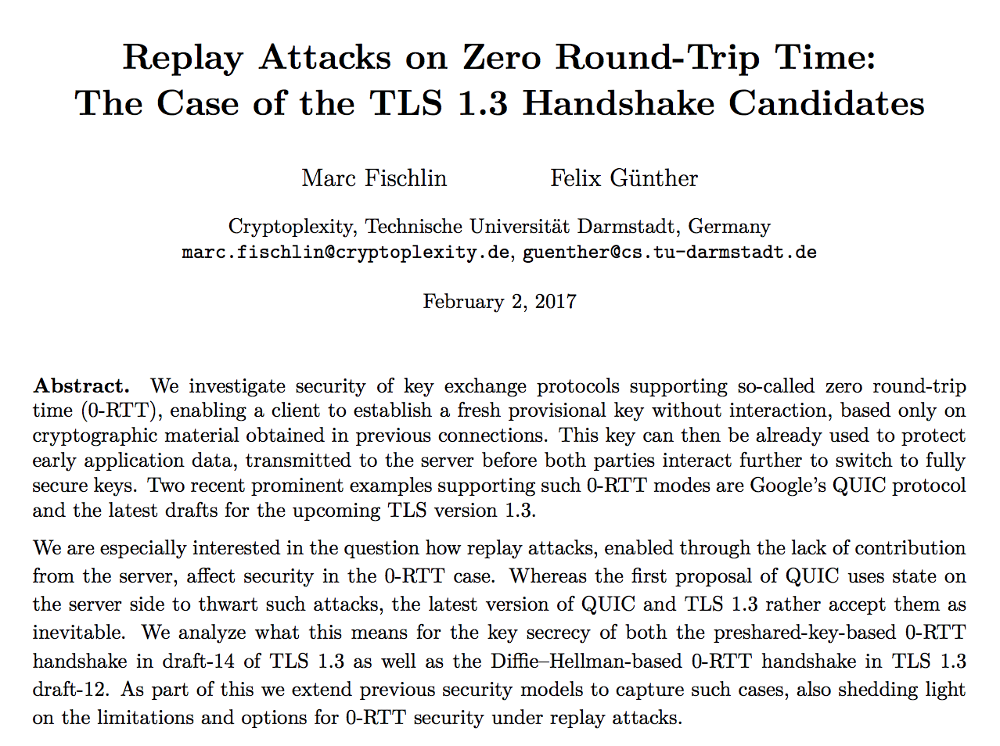 Replay Attacks on Zero Round-Trip Time:
The Case of the TLS 1.3 Handshake Candidates
Marc Fischlin Felix Günther
Cryptoplexity, Technische Universität Darmstadt, Germany
marc.fischlin@cryptoplexity.de, guenther@cs.tu-darmstadt.de
February 2, 2017
Abstract. We investigate security of key exchange protocols supporting so-called zero round-trip
time (0-RTT), enabling a client to establish a fresh provisional key without interaction, based only on
cryptographic material obtained in previous connections. This key can then be already used to protect
early application data, transmitted to the server before both parties interact further to switch to fully
secure keys. Two recent prominent examples supporting such 0-RTT modes are Google's QUIC protocol
and the latest drafts for the upcoming TLS version 1.3.
We are especially interested in the question how replay attacks, enabled through the lack of contribution
from the server, affect security in the 0-RTT case. Whereas the first proposal of QUIC uses state on
the server side to thwart such attacks, the latest version of QUIC and TLS 1.3 rather accept them as
inevitable. We analyze what this means for the key secrecy of both the preshared-key-based 0-RTT
handshake in draft-14 of TLS 1.3 as well as the Diffie–Hellman-based 0-RTT handshake in TLS 1.3
draft-12. As part of this we extend previous security models to capture such cases, also shedding light
on the limitations and options for 0-RTT security under replay attacks.